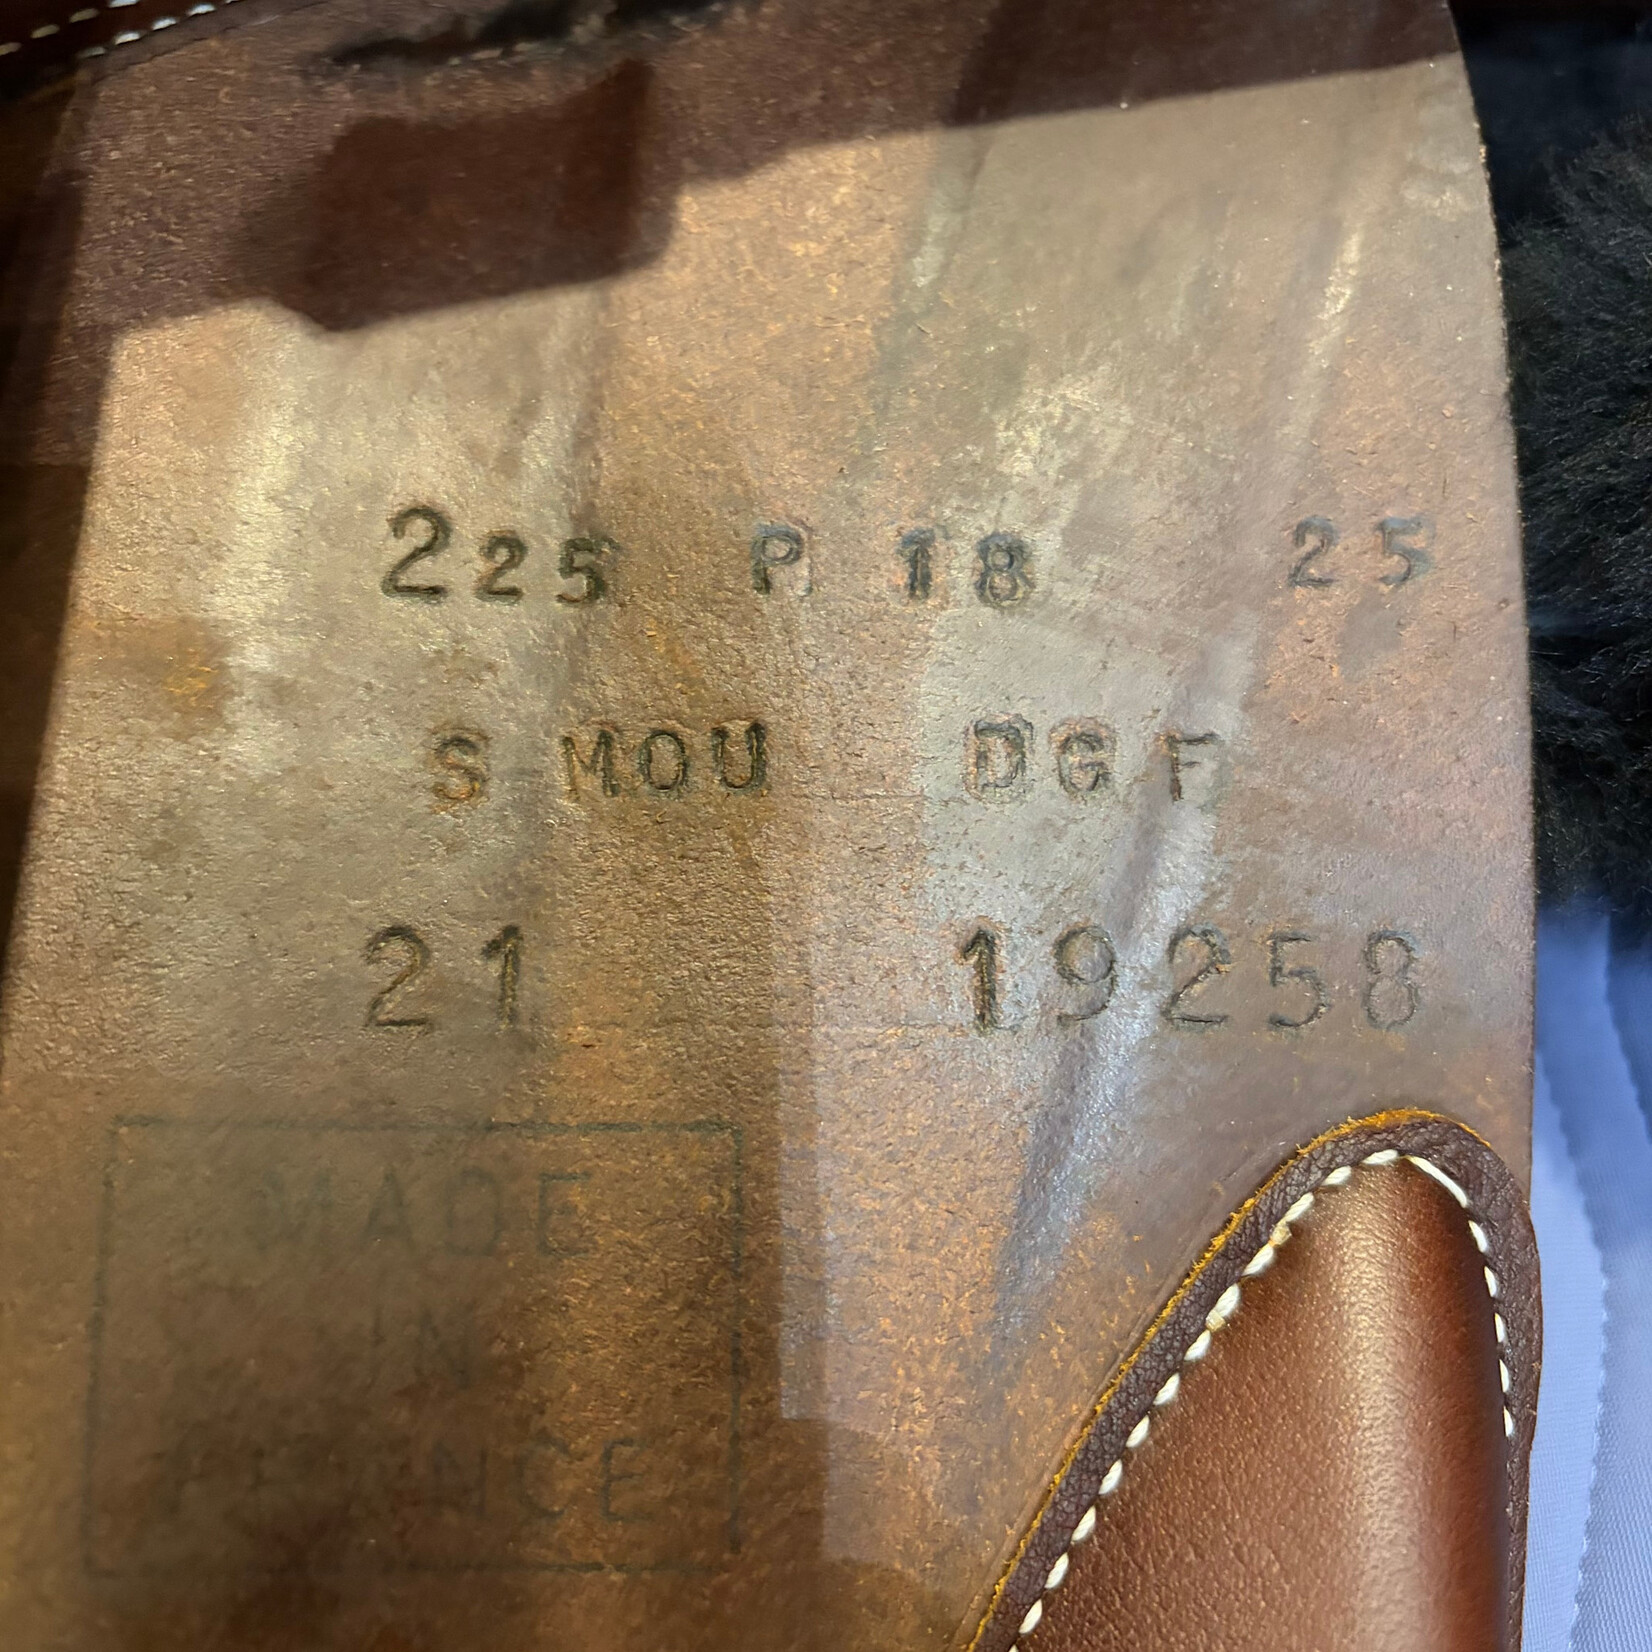 225 P 18 25
S MOU DGF
21 19258
MADE
IN
FRANCE